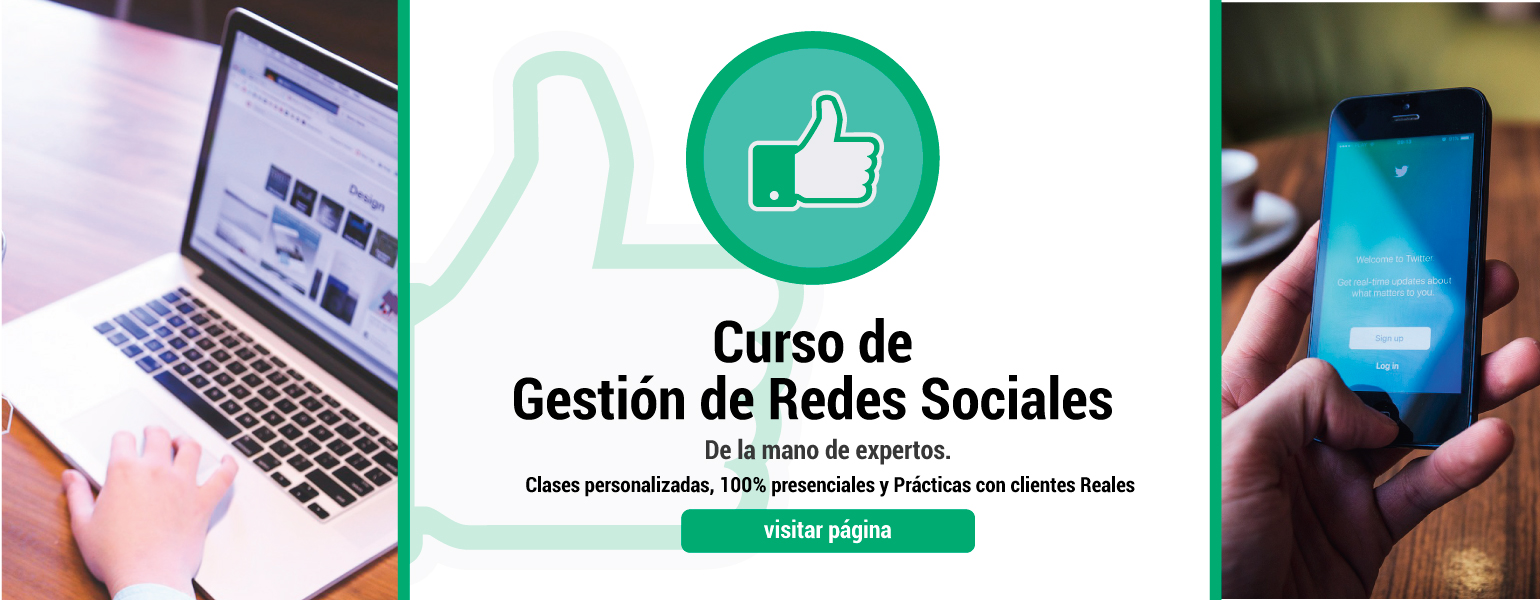 Design
Curso de
Gestión de Redes Sociales
De la mano de expertos.
Clases personalizadas, 100% presenciales y Prácticas con clientes Reales
visitar página
Welcome to Twitter
Get real-time updates about
what matters to you.
Sign up
Log in